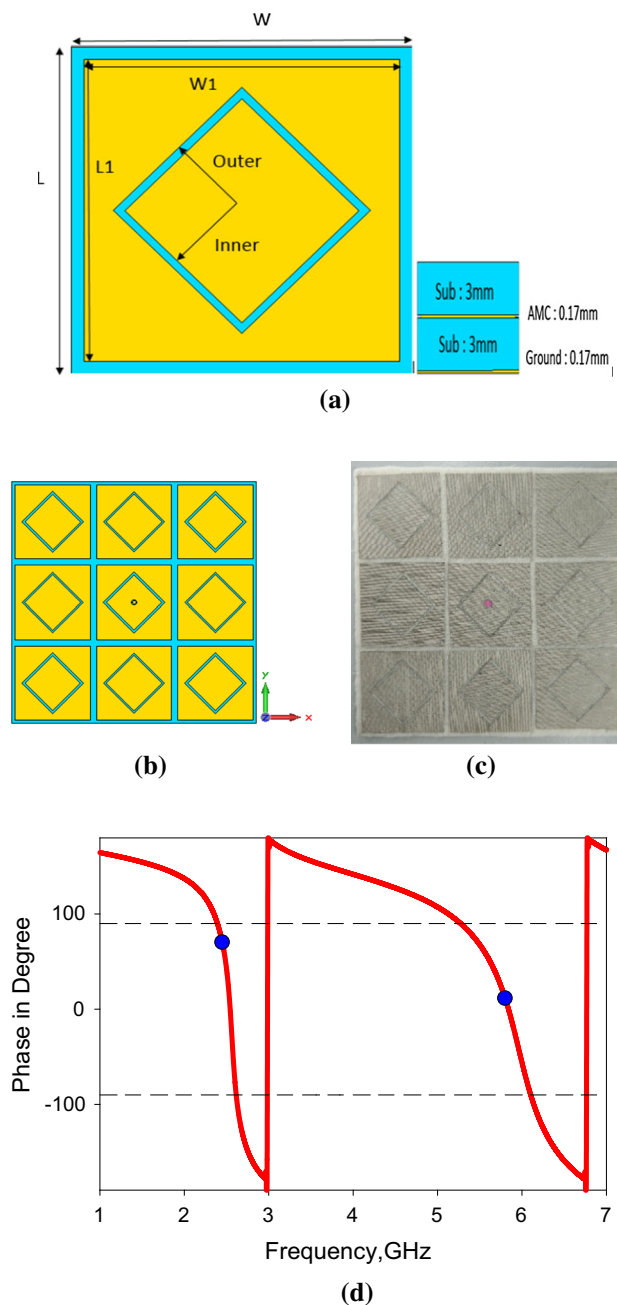 W
W1
L1
Outer
Inner
Sub : 3mm
AMC : 0.17mm
Sub : 3mm
Ground : 0.17mm
(a)
Y
Z
X
(b)
(c)
100
0
-100
Phase in Degree
1 2 3 4 5 6 7
Frequency,GHz
(d)